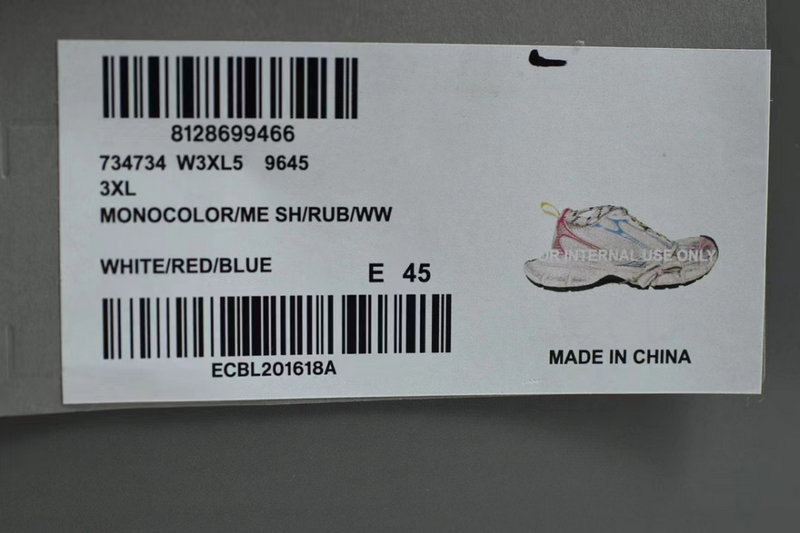 8128699466
734734 W3XL5 9645
3XL
MONOCOLOR/ME SH/RUB/WW
WHITE/RED/BLUE
E 45
ECBL201618A
OR INTERNAL USE ONLY
MADE IN CHINA